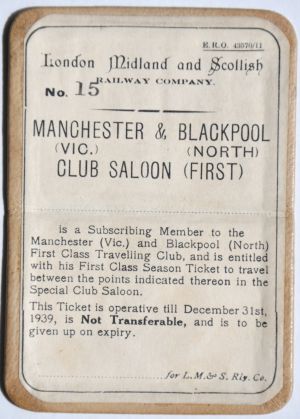 E.R.O. 43070/11
London Midland and Scottish
RAILWAY COMPANY.
No. 15
MANCHESTER & BLACKPOOL
(VIC.) (NORTH)
CLUB SALOON (FIRST)
is a Subscribing Member to the
Manchester (Vic.) and Blackpool (North)
First Class Travelling Club, and is entitled
with his First Class Season Ticket to travel
between the points indicated thereon in the
Special Club Saloon.
This Ticket is operative till December 31st,
1939, is Not Transferable, and is to be
given up on expiry.
for L.M.& S. Rly. Co.